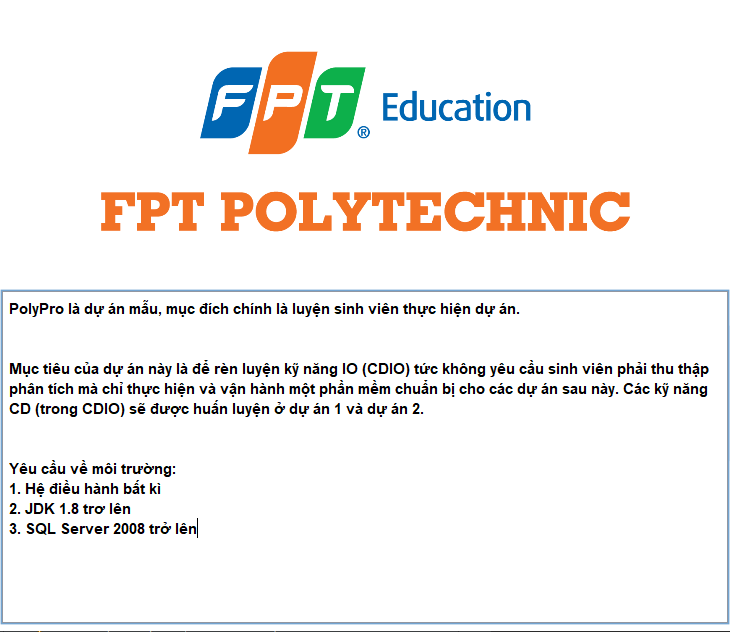 FPT Education
®
FPT POLYTECHNIC
PolyPro là dự án mẫu, mục đích chính là luyện sinh viên thực hiện dự án.
Mục tiêu của dự án này là để rèn luyện kỹ năng IO (CDIO) tức không yêu cầu sinh viên phải thu thập
phân tích mà chỉ thực hiện và vận hành một phần mềm chuẩn bị cho các dự án sau này. Các kỹ năng
CD (trong CDIO) sẽ được huấn luyện ở dự án 1 và dự án 2.
Yêu cầu về môi trường:
1. Hệ điều hành bất kì
2. JDK 1.8 trơ lên
3. SQL Server 2008 trở lên